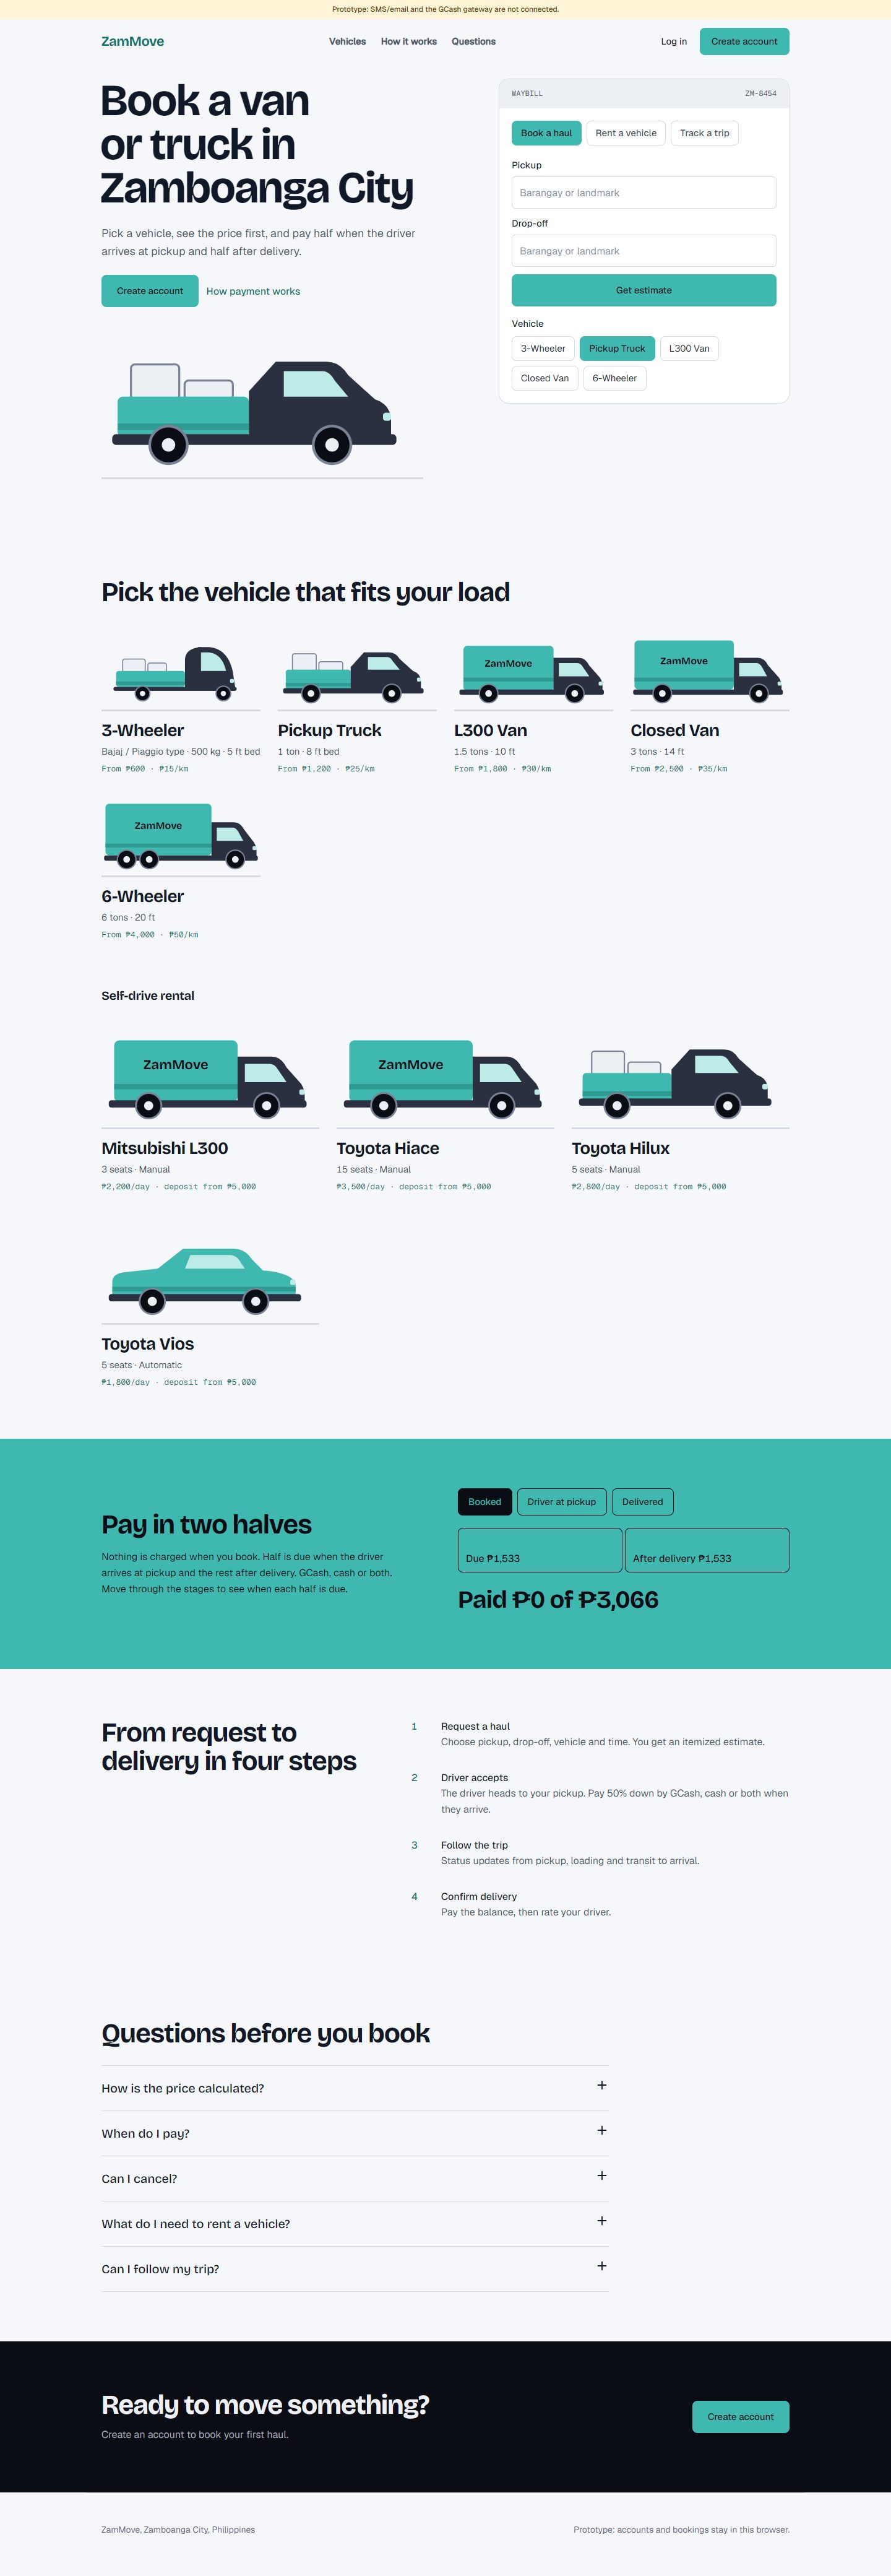 Prototype: SMS/email and the GCash gateway are not connected.
ZamMove
Vehicles
How it works
Questions
Log in
Create account
Book a van
or truck in
Zamboanga City
Pick a vehicle, see the price first, and pay half when the driver
arrives at pickup and half after delivery.
Create account
How payment works
WAYBILL
ZM-8454
Book a haul
Rent a vehicle
Track a trip
Pickup
Barangay or landmark
Drop-off
Barangay or landmark
Get estimate
Vehicle
3-Wheeler
Pickup Truck
L300 Van
Closed Van
6-Wheeler
Pick the vehicle that fits your load
3-Wheeler
Bajaj / Piaggio type · 500 kg · 5 ft bed
From ₱600 · ₱15/km
Pickup Truck
1 ton · 8 ft bed
From ₱1,200 · ₱25/km
ZamMove
L300 Van
1.5 tons · 10 ft
From ₱1,800 · ₱30/km
ZamMove
Closed Van
3 tons · 14 ft
From ₱2,500 · ₱35/km
ZamMove
6-Wheeler
6 tons · 20 ft
From ₱4,000 · ₱50/km
Self-drive rental
ZamMove
Mitsubishi L300
3 seats · Manual
₱2,200/day · deposit from ₱5,000
ZamMove
Toyota Hiace
15 seats · Manual
₱3,500/day · deposit from ₱5,000
Toyota Hilux
5 seats · Manual
₱2,800/day · deposit from ₱5,000
Toyota Vios
5 seats · Automatic
₱1,800/day · deposit from ₱5,000
Pay in two halves
Nothing is charged when you book. Half is due when the driver
arrives at pickup and the rest after delivery. GCash, cash or both.
Move through the stages to see when each half is due.
Booked
Driver at pickup
Delivered
Due ₱1,533
After delivery ₱1,533
Paid ₱0 of ₱3,066
From request to
delivery in four steps
1
Request a haul
Choose pickup, drop-off, vehicle and time. You get an itemized estimate.
2
Driver accepts
The driver heads to your pickup. Pay 50% down by GCash, cash or both when
they arrive.
3
Follow the trip
Status updates from pickup, loading and transit to arrival.
4
Confirm delivery
Pay the balance, then rate your driver.
Questions before you book
How is the price calculated?
When do I pay?
Can I cancel?
What do I need to rent a vehicle?
Can I follow my trip?
Ready to move something?
Create an account to book your first haul.
Create account
ZamMove, Zamboanga City, Philippines
Prototype: accounts and bookings stay in this browser.